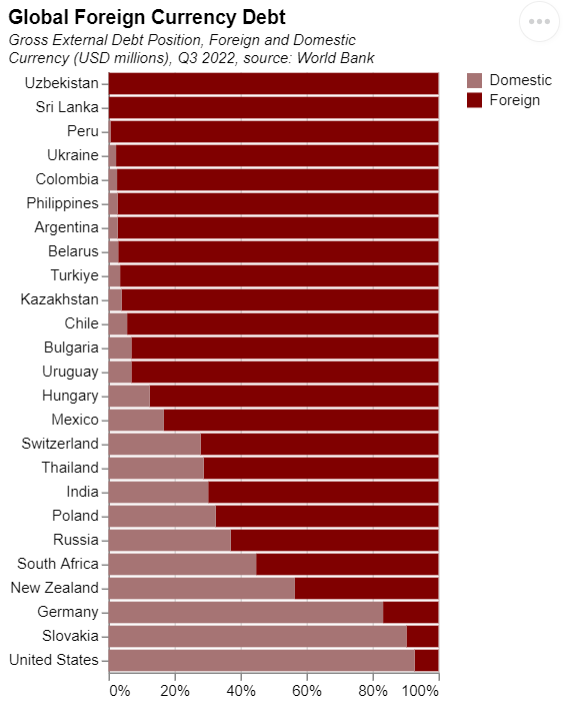 Global Foreign Currency Debt
Gross External Debt Position, Foreign and Domestic
Currency (USD millions), Q3 2022, source: World Bank
Domestic
Foreign
Uzbekistan
Sri Lanka
Peru
Ukraine
Colombia
Philippines
Argentina
Belarus
Turkiye
Kazakhstan
Chile
Bulgaria
Uruguay
Hungary
Mexico
Switzerland
Thailand
India
Poland
Russia
South Africa
New Zealand
Germany
Slovakia
United States
0% 20% 40% 60% 80% 100%